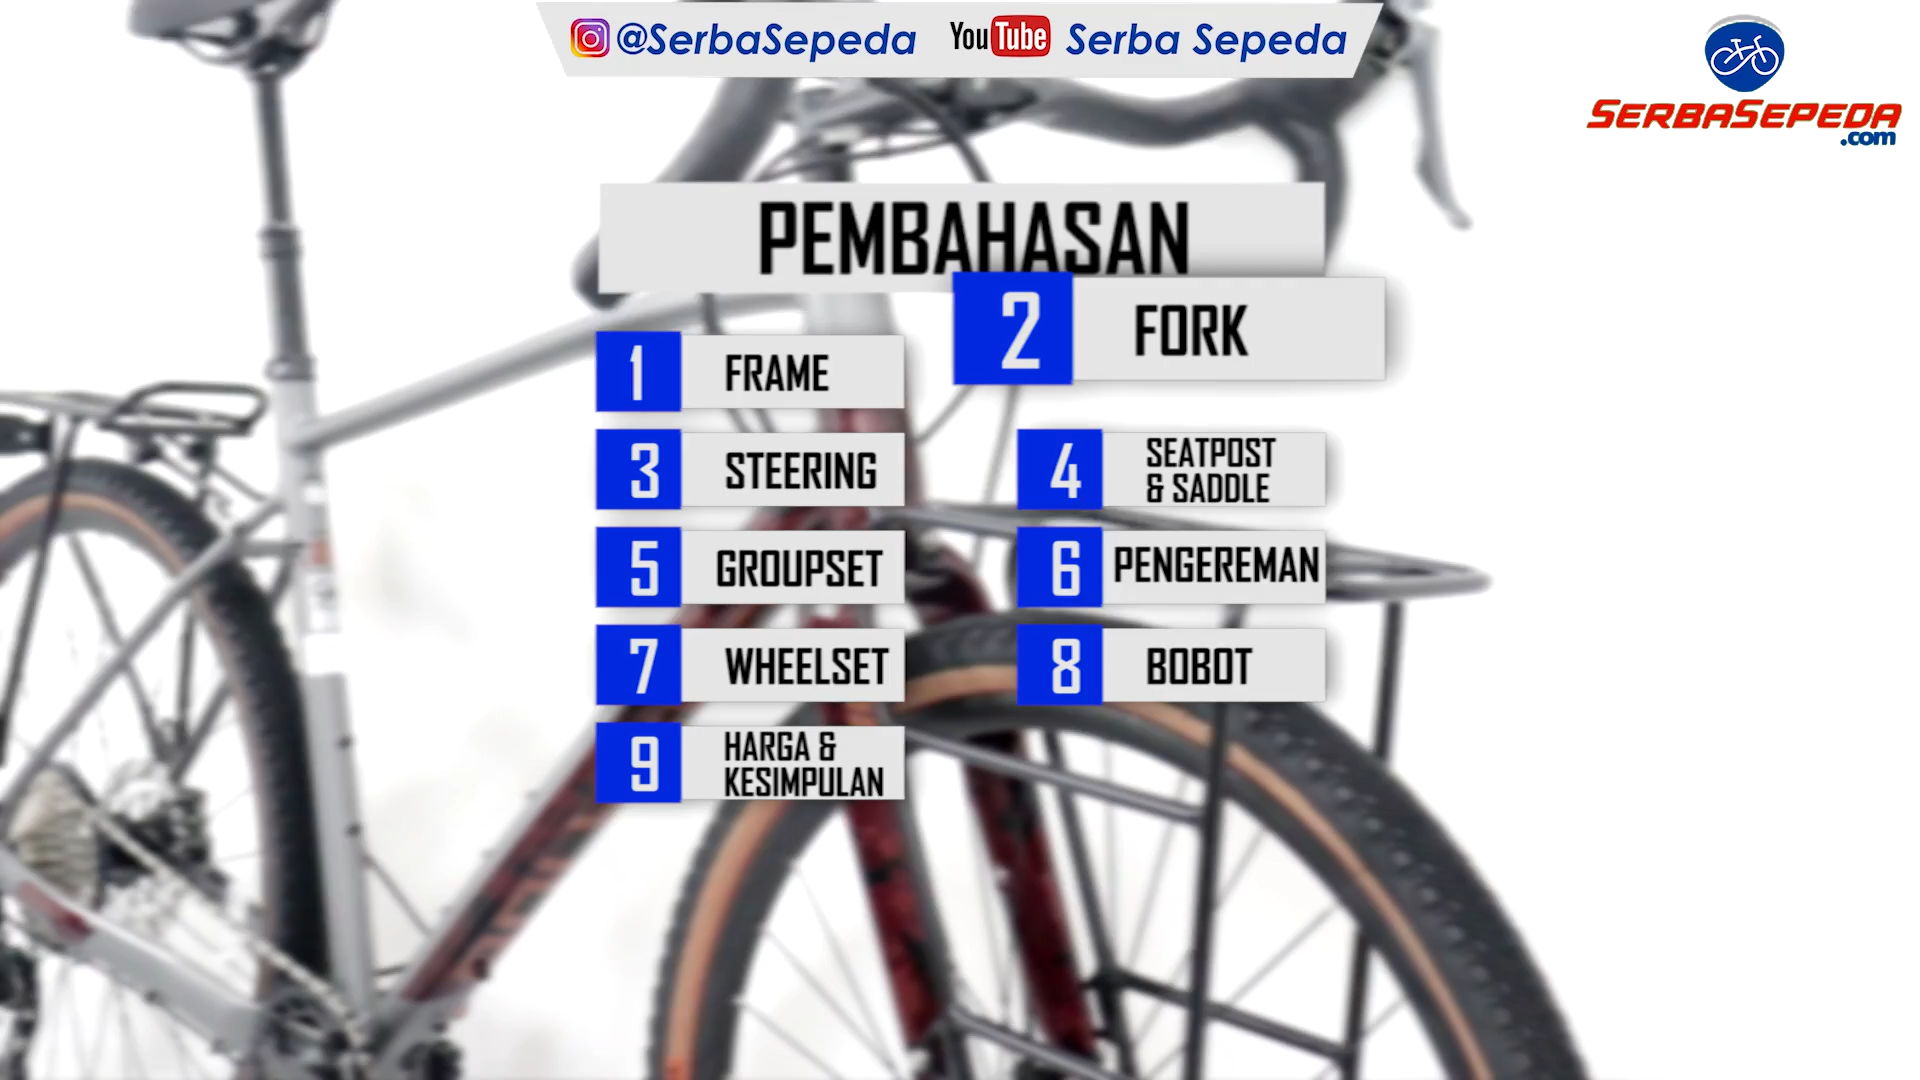 @SerbaSepeda YouTube Serba Sepeda
SERBASEPEDA
.com
PEMBAHASAN
1 FRAME
2 FORK
3 STEERING
4 SEATPOST
& SADDLE
5 GROUPSET
6 PENGEREMAN
7 WHEELSET
8 BOBOT
9 HARGA &
KESIMPULAN